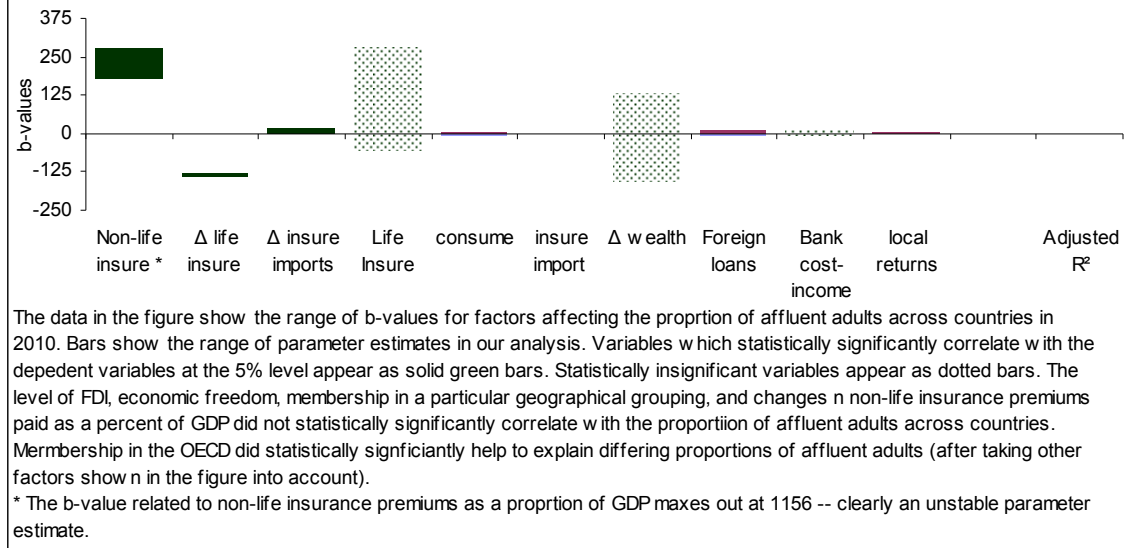 375
250
125
0
-125
-250
b-values
Non-life insure *
Δ life insure
Δ insure imports
Life Insure
consume
insure import
Δ wealth
Foreign loans
Bank cost-income
local returns
Adjusted R²
The data in the figure show the range of b-values for factors affecting the proprtion of affluent adults across countries in
2010. Bars show the range of parameter estimates in our analysis. Variables which statistically significantly correlate with the
depedent variables at the 5% level appear as solid green bars. Statistically insignificant variables appear as dotted bars. The
level of FDI, economic freedom, membership in a particular geographical grouping, and changes n non-life insurance premiums
paid as a percent of GDP did not statistically significantly correlate with the proportiion of affluent adults across countries.
Mermbership in the OECD did statistically signficiantly help to explain differing proportions of affluent adults (after taking other
factors shown in the figure into account).
* The b-value related to non-life insurance premiums as a proprtion of GDP maxes out at 1156 -- clearly an unstable parameter
estimate.